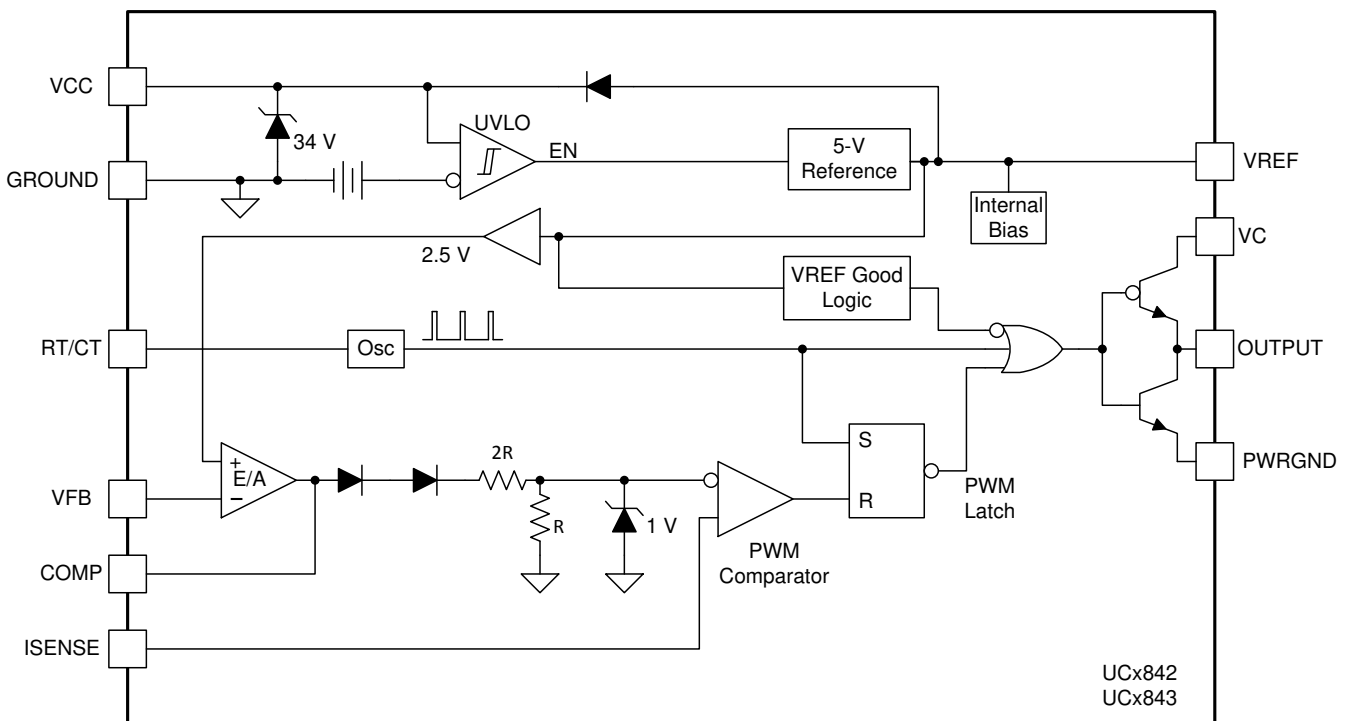 VCC
UVLO
34 V
EN
5-V
Reference
GROUND
VREF
Internal
Bias
VC
2.5 V
VREF Good
Logic
RT/CT
Osc
OUTPUT
S
2R
+
E/A
−
PWRGND
VFB
R
PWM
Latch
R
1 V
PWM
Comparator
COMP
ISENSE
UCx842
UCx843